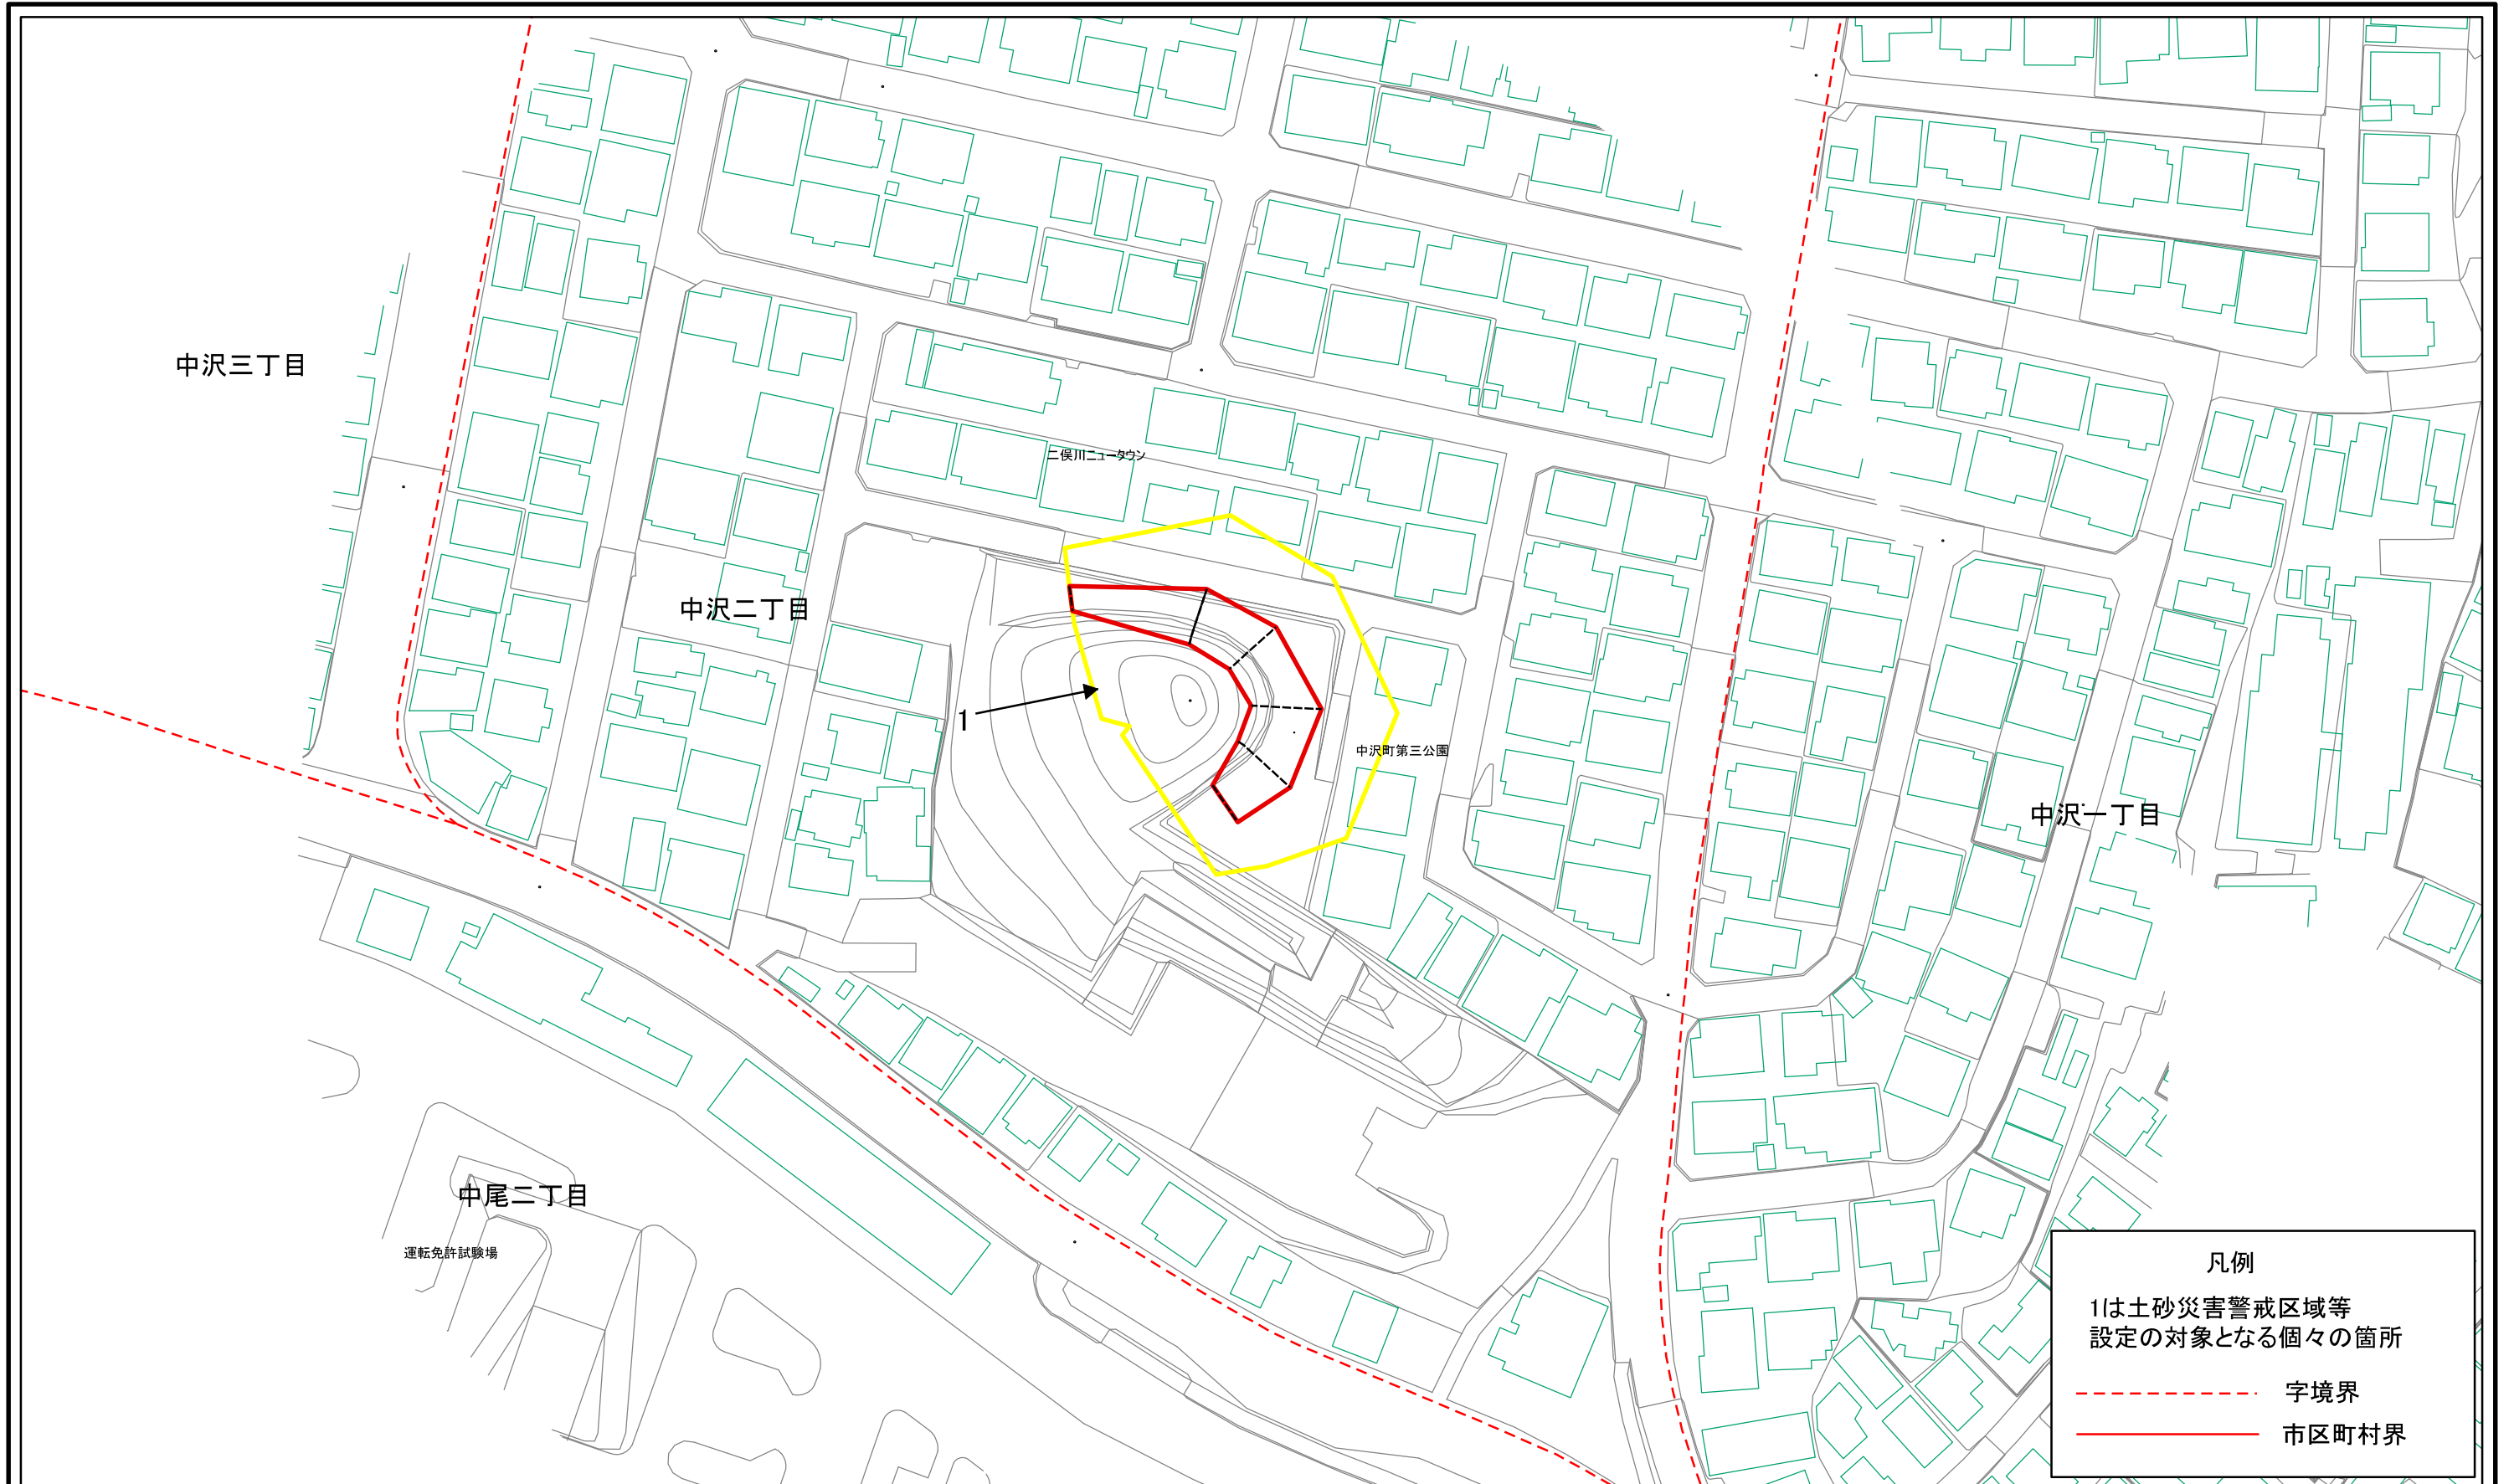 中沢三丁目
二俣川ニュータウン
中沢二丁目
1
中沢町第三公園
中沢一丁目
中尾二丁目
運転免許試験場
凡例
1は土砂災害警戒区域等
設定の対象となる個々の箇所
字境界
市区町村界